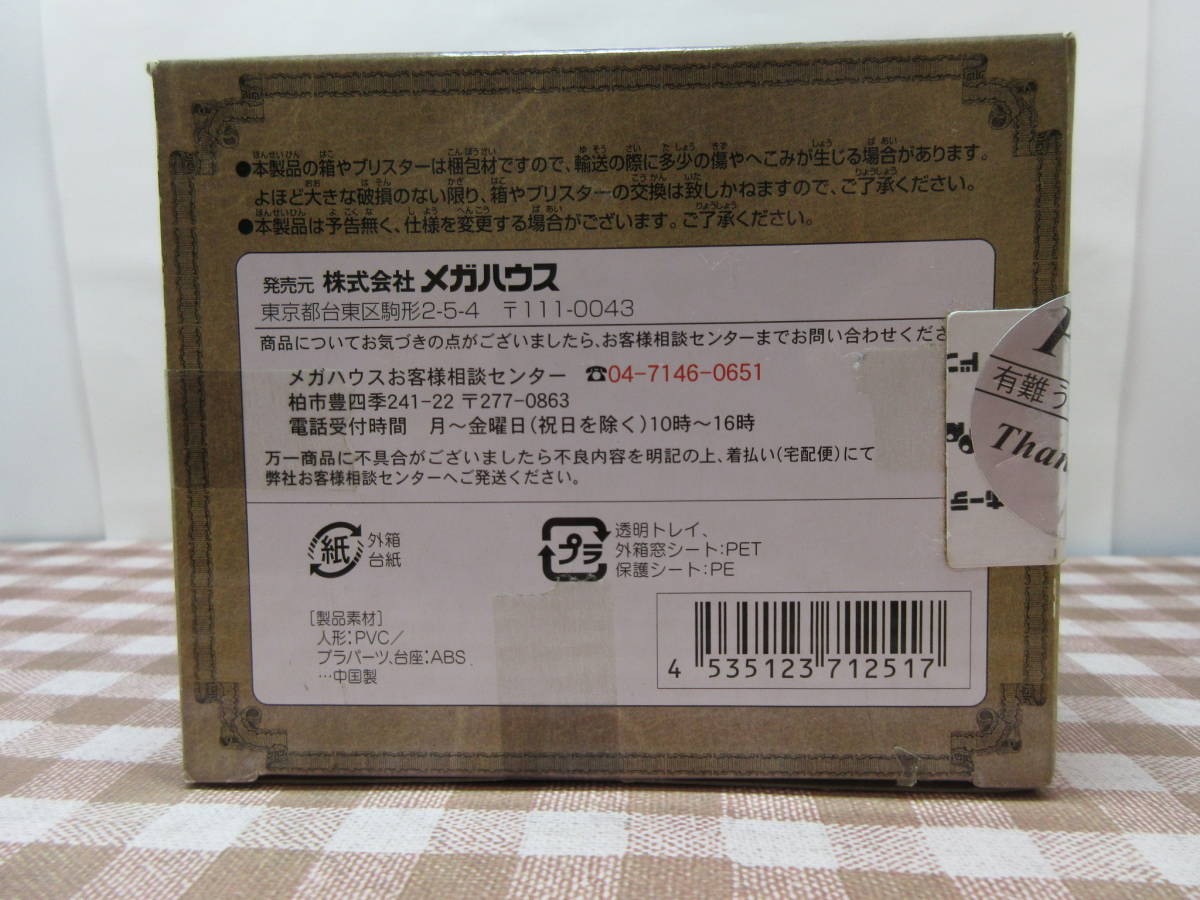 ●本製品の箱やブリスターは梱包材ですので、輸送の際に多少の傷やへこみが生じる場合があります。
よほど大きな破損のない限り、箱やブリスターの交換は致しかねますので、ご了承ください。
●本製品は予告無く、仕様を変更する場合がございます。ご了承ください。
発売元 株式会社 メガハウス
東京都台東区駒形2-5-4 〒111-0043
商品についてお気づきの点がございましたら、お客様相談センターまでお問い合わせくださ
メガハウスお客様相談センター ☎04-7146-0651
柏市豊四季241-22 〒277-0863
電話受付時間 月〜金曜日(祝日を除く)10時〜16時
万一商品に不具合がございましたら不良内容を明記の上、着払い(宅配便)にて
弊社お客様相談センターへご発送ください。
紙 外箱
台紙
プラ 透明トレイ、
外箱窓シート:PET
保護シート:PE
[製品素材]
人形:PVC/
プラパーツ、台座:ABS
…中国製
4 535123 712517
有難う
Than